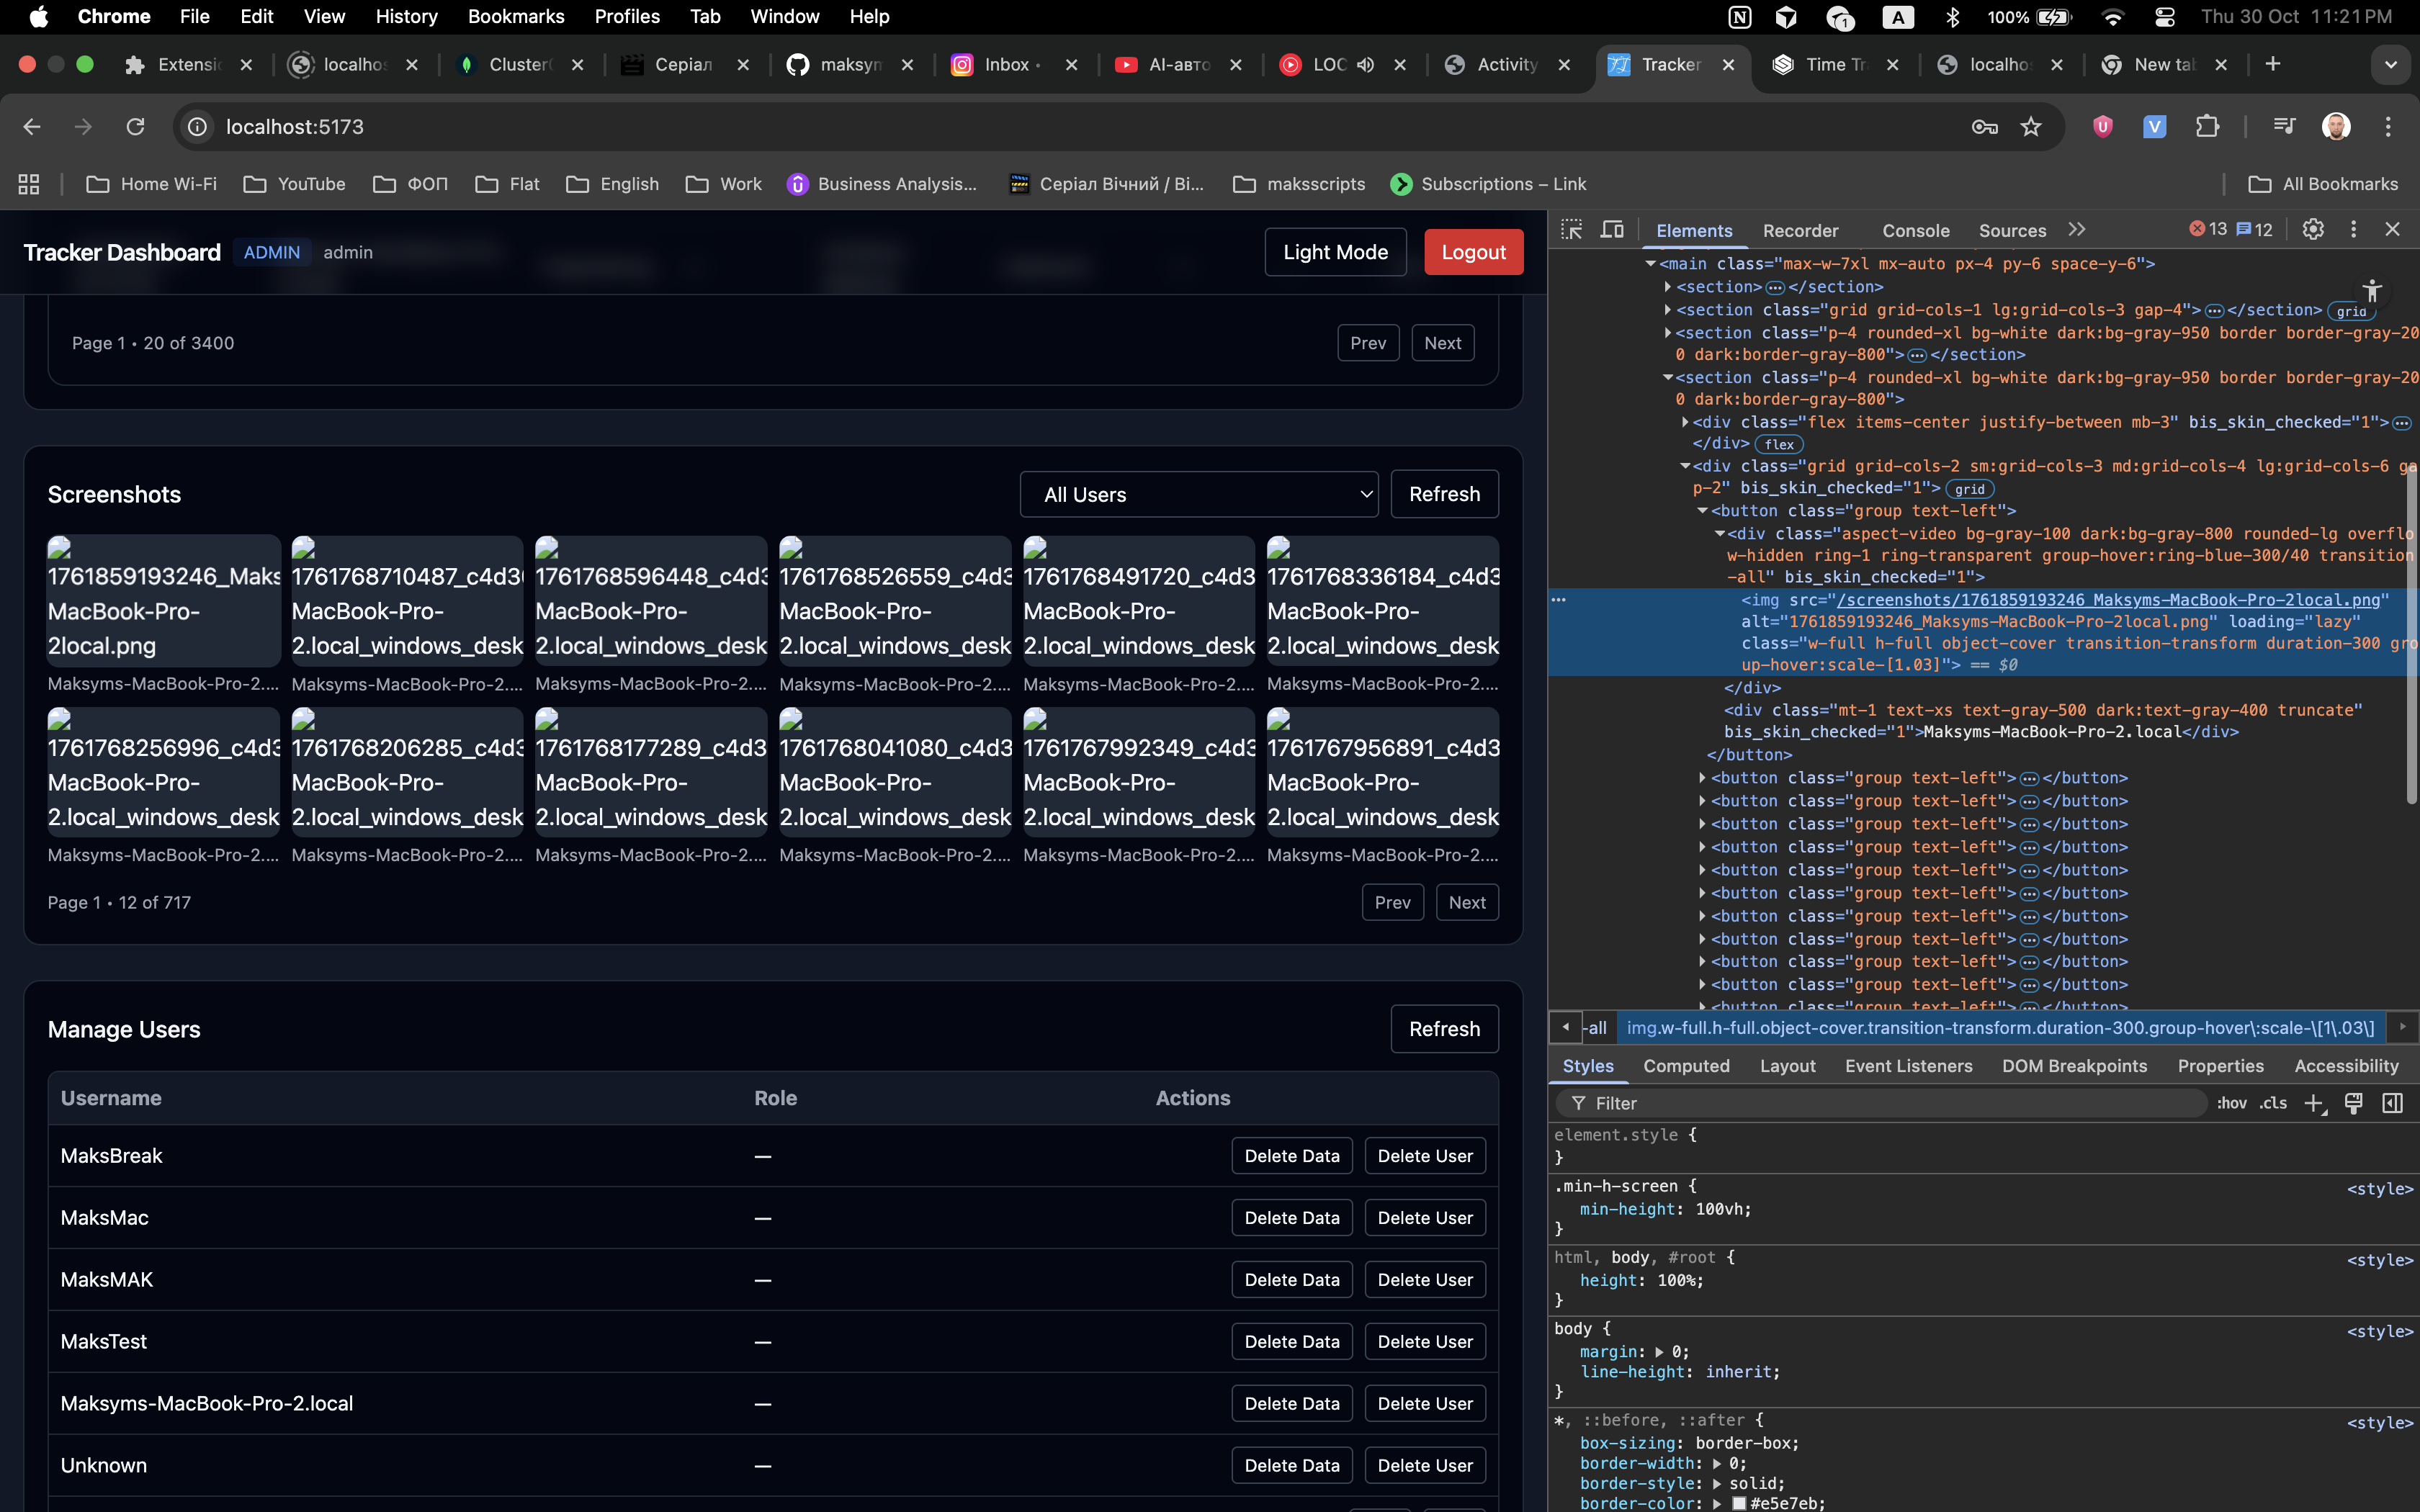 Chrome File Edit View History Bookmarks Profiles Tab Window Help 1 A 100% Thu 30 Oct 11:21 PM
Extensi localhos Cluster Серіал maksym Inbox • AI-авто LOC Activity Tracker Time Tr localhos New tab
localhost:5173
Home Wi-Fi YouTube ФОП Flat English Work Business Analysis... Серіал Вічний / Ві... maksscripts Subscriptions – Link All Bookmarks
Tracker Dashboard ADMIN admin Light Mode Logout
Page 1 • 20 of 3400 Prev Next
Screenshots All Users Refresh
1761859193246_Maks 1761768710487_c4d3 1761768596448_c4d3 1761768526559_c4d3 1761768491720_c4d3 1761768336184_c4d3
MacBook-Pro- MacBook-Pro- MacBook-Pro- MacBook-Pro- MacBook-Pro- MacBook-Pro-
2local.png 2.local_windows_desk 2.local_windows_desk 2.local_windows_desk 2.local_windows_desk 2.local_windows_desk
Maksyms-MacBook-Pro-2.... Maksyms-MacBook-Pro-2.... Maksyms-MacBook-Pro-2.... Maksyms-MacBook-Pro-2.... Maksyms-MacBook-Pro-2.... Maksyms-MacBook-Pro-2....
1761768256996_c4d3 1761768206285_c4d3 1761768177289_c4d3 1761768041080_c4d3 1761767992349_c4d3 1761767956891_c4d3
MacBook-Pro- MacBook-Pro- MacBook-Pro- MacBook-Pro- MacBook-Pro- MacBook-Pro-
2.local_windows_desk 2.local_windows_desk 2.local_windows_desk 2.local_windows_desk 2.local_windows_desk 2.local_windows_desk
Maksyms-MacBook-Pro-2.... Maksyms-MacBook-Pro-2.... Maksyms-MacBook-Pro-2.... Maksyms-MacBook-Pro-2.... Maksyms-MacBook-Pro-2.... Maksyms-MacBook-Pro-2....
Page 1 • 12 of 717 Prev Next
Manage Users Refresh
Username Role Actions
MaksBreak — Delete Data Delete User
MaksMac — Delete Data Delete User
MaksMAK — Delete Data Delete User
MaksTest — Delete Data Delete User
Maksyms-MacBook-Pro-2.local — Delete Data Delete User
Unknown — Delete Data Delete User
Elements Recorder Console Sources 13 12
<main class="max-w-7xl mx-auto px-4 py-6 space-y-6">
<section>…</section>
<section class="grid grid-cols-1 lg:grid-cols-3 gap-4">…</section> grid
<section class="p-4 rounded-xl bg-white dark:bg-gray-950 border border-gray-20
0 dark:border-gray-800">…</section>
<section class="p-4 rounded-xl bg-white dark:bg-gray-950 border border-gray-20
0 dark:border-gray-800">
<div class="flex items-center justify-between mb-3" bis_skin_checked="1">…
</div> flex
<div class="grid grid-cols-2 sm:grid-cols-3 md:grid-cols-4 lg:grid-cols-6 ga
p-2" bis_skin_checked="1"> grid
<button class="group text-left">
<div class="aspect-video bg-gray-100 dark:bg-gray-800 rounded-lg overflo
w-hidden ring-1 ring-transparent group-hover:ring-blue-300/40 transition
-all" bis_skin_checked="1">
<img src="/screenshots/1761859193246_Maksyms-MacBook-Pro-2local.png"
alt="1761859193246_Maksyms-MacBook-Pro-2local.png" loading="lazy"
class="w-full h-full object-cover transition-transform duration-300 gro
up-hover:scale-[1.03]"> == $0
</div>
<div class="mt-1 text-xs text-gray-500 dark:text-gray-400 truncate"
bis_skin_checked="1">Maksyms-MacBook-Pro-2.local</div>
</button>
<button class="group text-left">…</button>
<button class="group text-left">…</button>
<button class="group text-left">…</button>
<button class="group text-left">…</button>
<button class="group text-left">…</button>
<button class="group text-left">…</button>
<button class="group text-left">…</button>
<button class="group text-left">…</button>
<button class="group text-left">…</button>
<button class="group text-left">…</button>
<button class="group text-left">…</button>
-all img.w-full.h-full.object-cover.transition-transform.duration-300.group-hover\:scale-\[1\.03\]
Styles Computed Layout Event Listeners DOM Breakpoints Properties Accessibility
Filter :hov .cls
element.style {
}
.min-h-screen { <style>
min-height: 100vh;
}
html, body, #root { <style>
height: 100%;
}
body { <style>
margin: 0;
line-height: inherit;
}
*, ::before, ::after { <style>
box-sizing: border-box;
border-width: 0;
border-style: solid;
border-color: #e5e7eb;